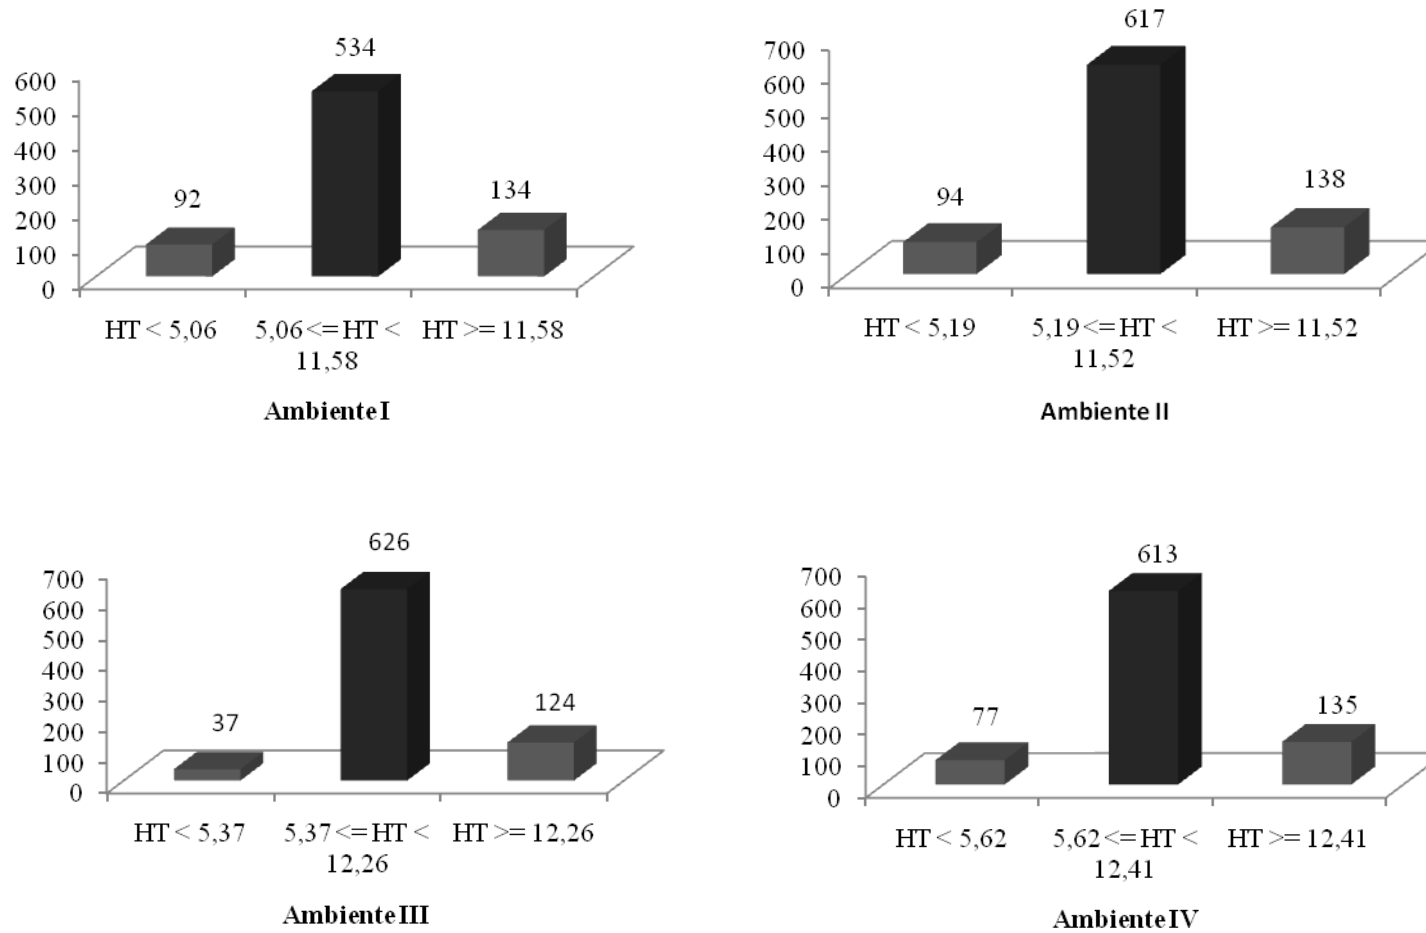 534
600
500
400
300
200
100
0
92
134
HT < 5,06
5,06 <= HT <
11,58
HT >= 11,58
Ambiente I
617
700
600
500
400
300
200
100
0
94
138
HT < 5,19
5,19 <= HT <
11,52
HT >= 11,52
Ambiente II
626
700
600
500
400
300
200
100
0
37
124
HT < 5,37
5,37 <= HT <
12,26
HT >= 12,26
Ambiente III
613
700
600
500
400
300
200
100
0
77
135
HT < 5,62
5,62 <= HT <
12,41
HT >= 12,41
Ambiente IV